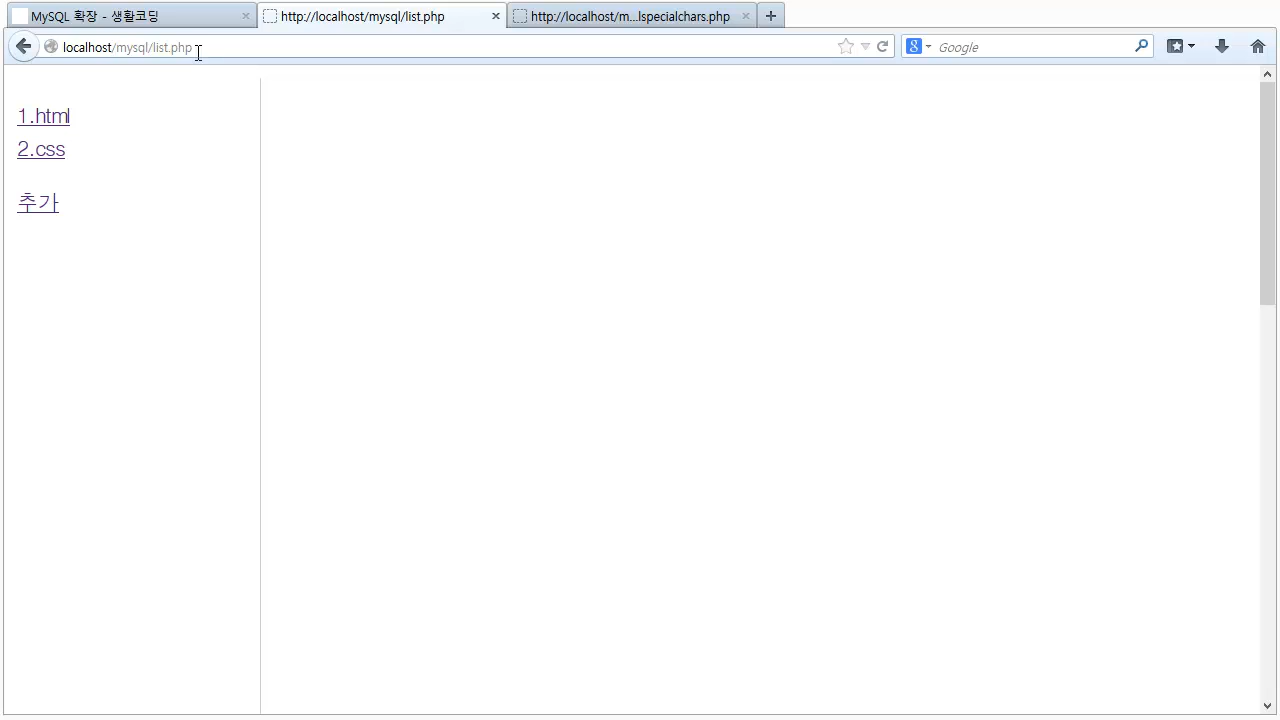 MySQL 확장 - 생활코딩
http://localhost/mysql/list.php
http://localhost/m...lspecialchars.php
localhost/mysql/list.php
Google
1.html
2.css
추가